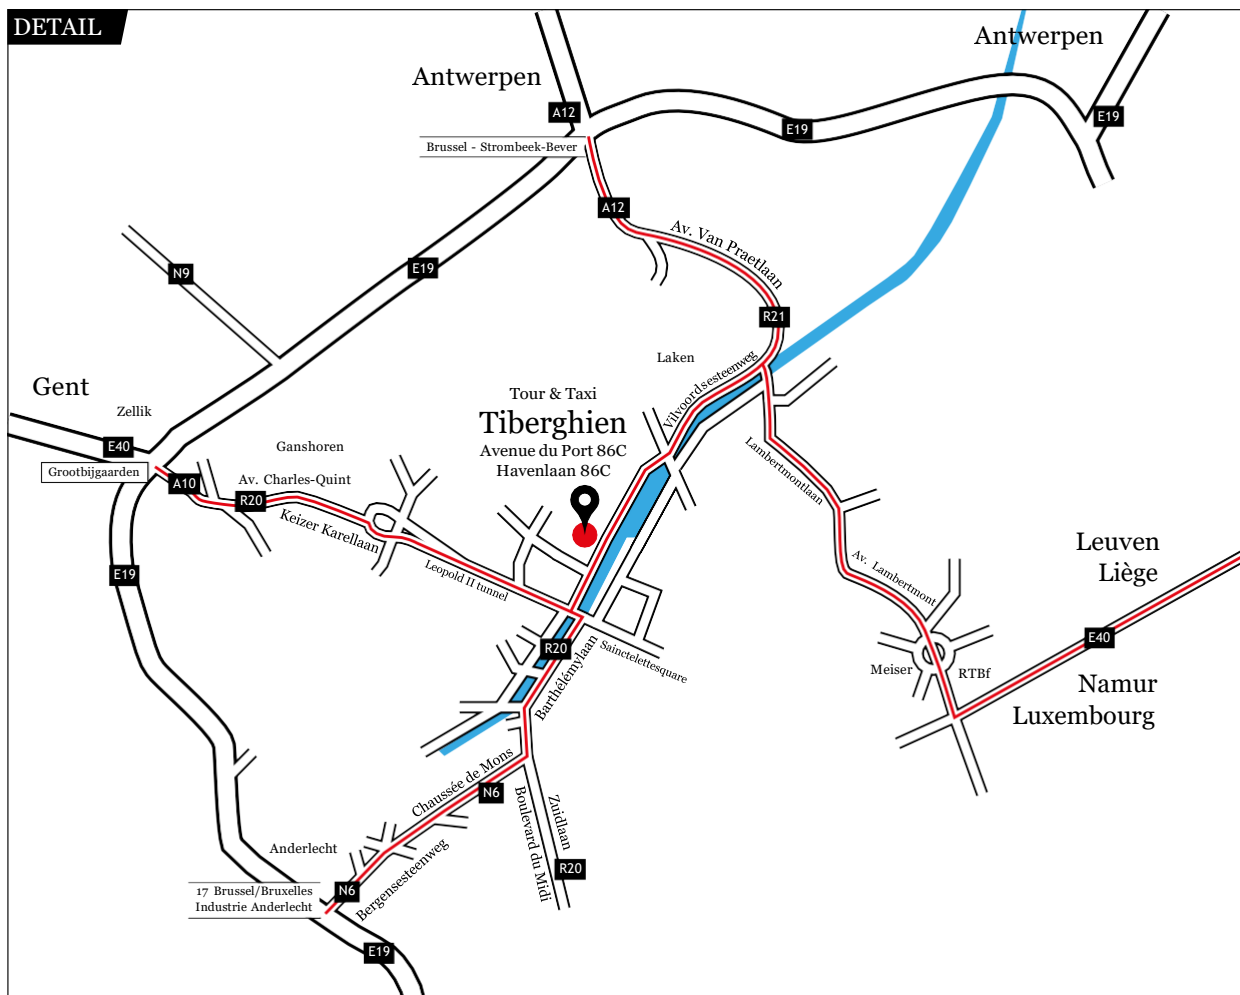 DETAIL
Antwerpen
Antwerpen
A12
E19
E19
Brussel - Strombeek-Bever
A12
Av. Van Praetlaan
N9
E19
R21
Laken
Vilvoordsesteenweg
Gent
Zellik
Tour & Taxi
Tiberghien
Avenue du Port 86C
Havenlaan 86C
E40
Grootbijgaarden
A10
Ganshoren
Av. Charles-Quint
R20
Keizer Karellaan
Lambertmontlaan
Leopold II tunnel
E19
Av. Lambertmont
Leuven
Liège
E40
R20
Sainctelettesquare
Barthélémylaan
Meiser
RTBf
Namur
Luxembourg
Chaussée de Mons
N6
Boulevard du Midi
Zuidlaan
R20
Anderlecht
Bergensesteenweg
N6
17 Brussel/Bruxelles
Industrie Anderlecht
E19